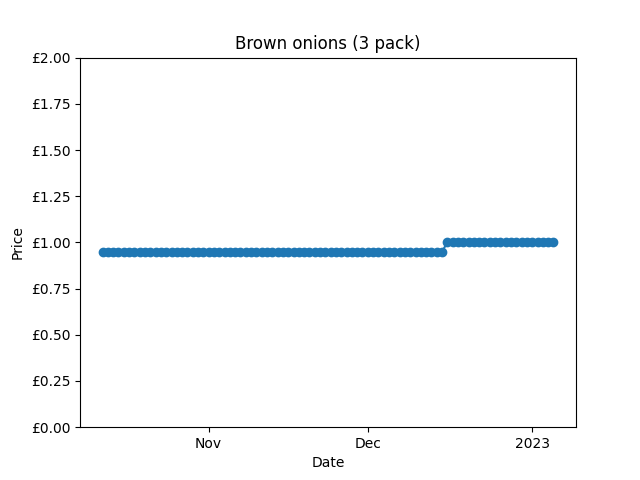 Brown onions (3 pack)
£2.00
£1.75
£1.50
£1.25
£1.00
£0.75
£0.50
£0.25
£0.00
Price
Nov
Dec
2023
Date